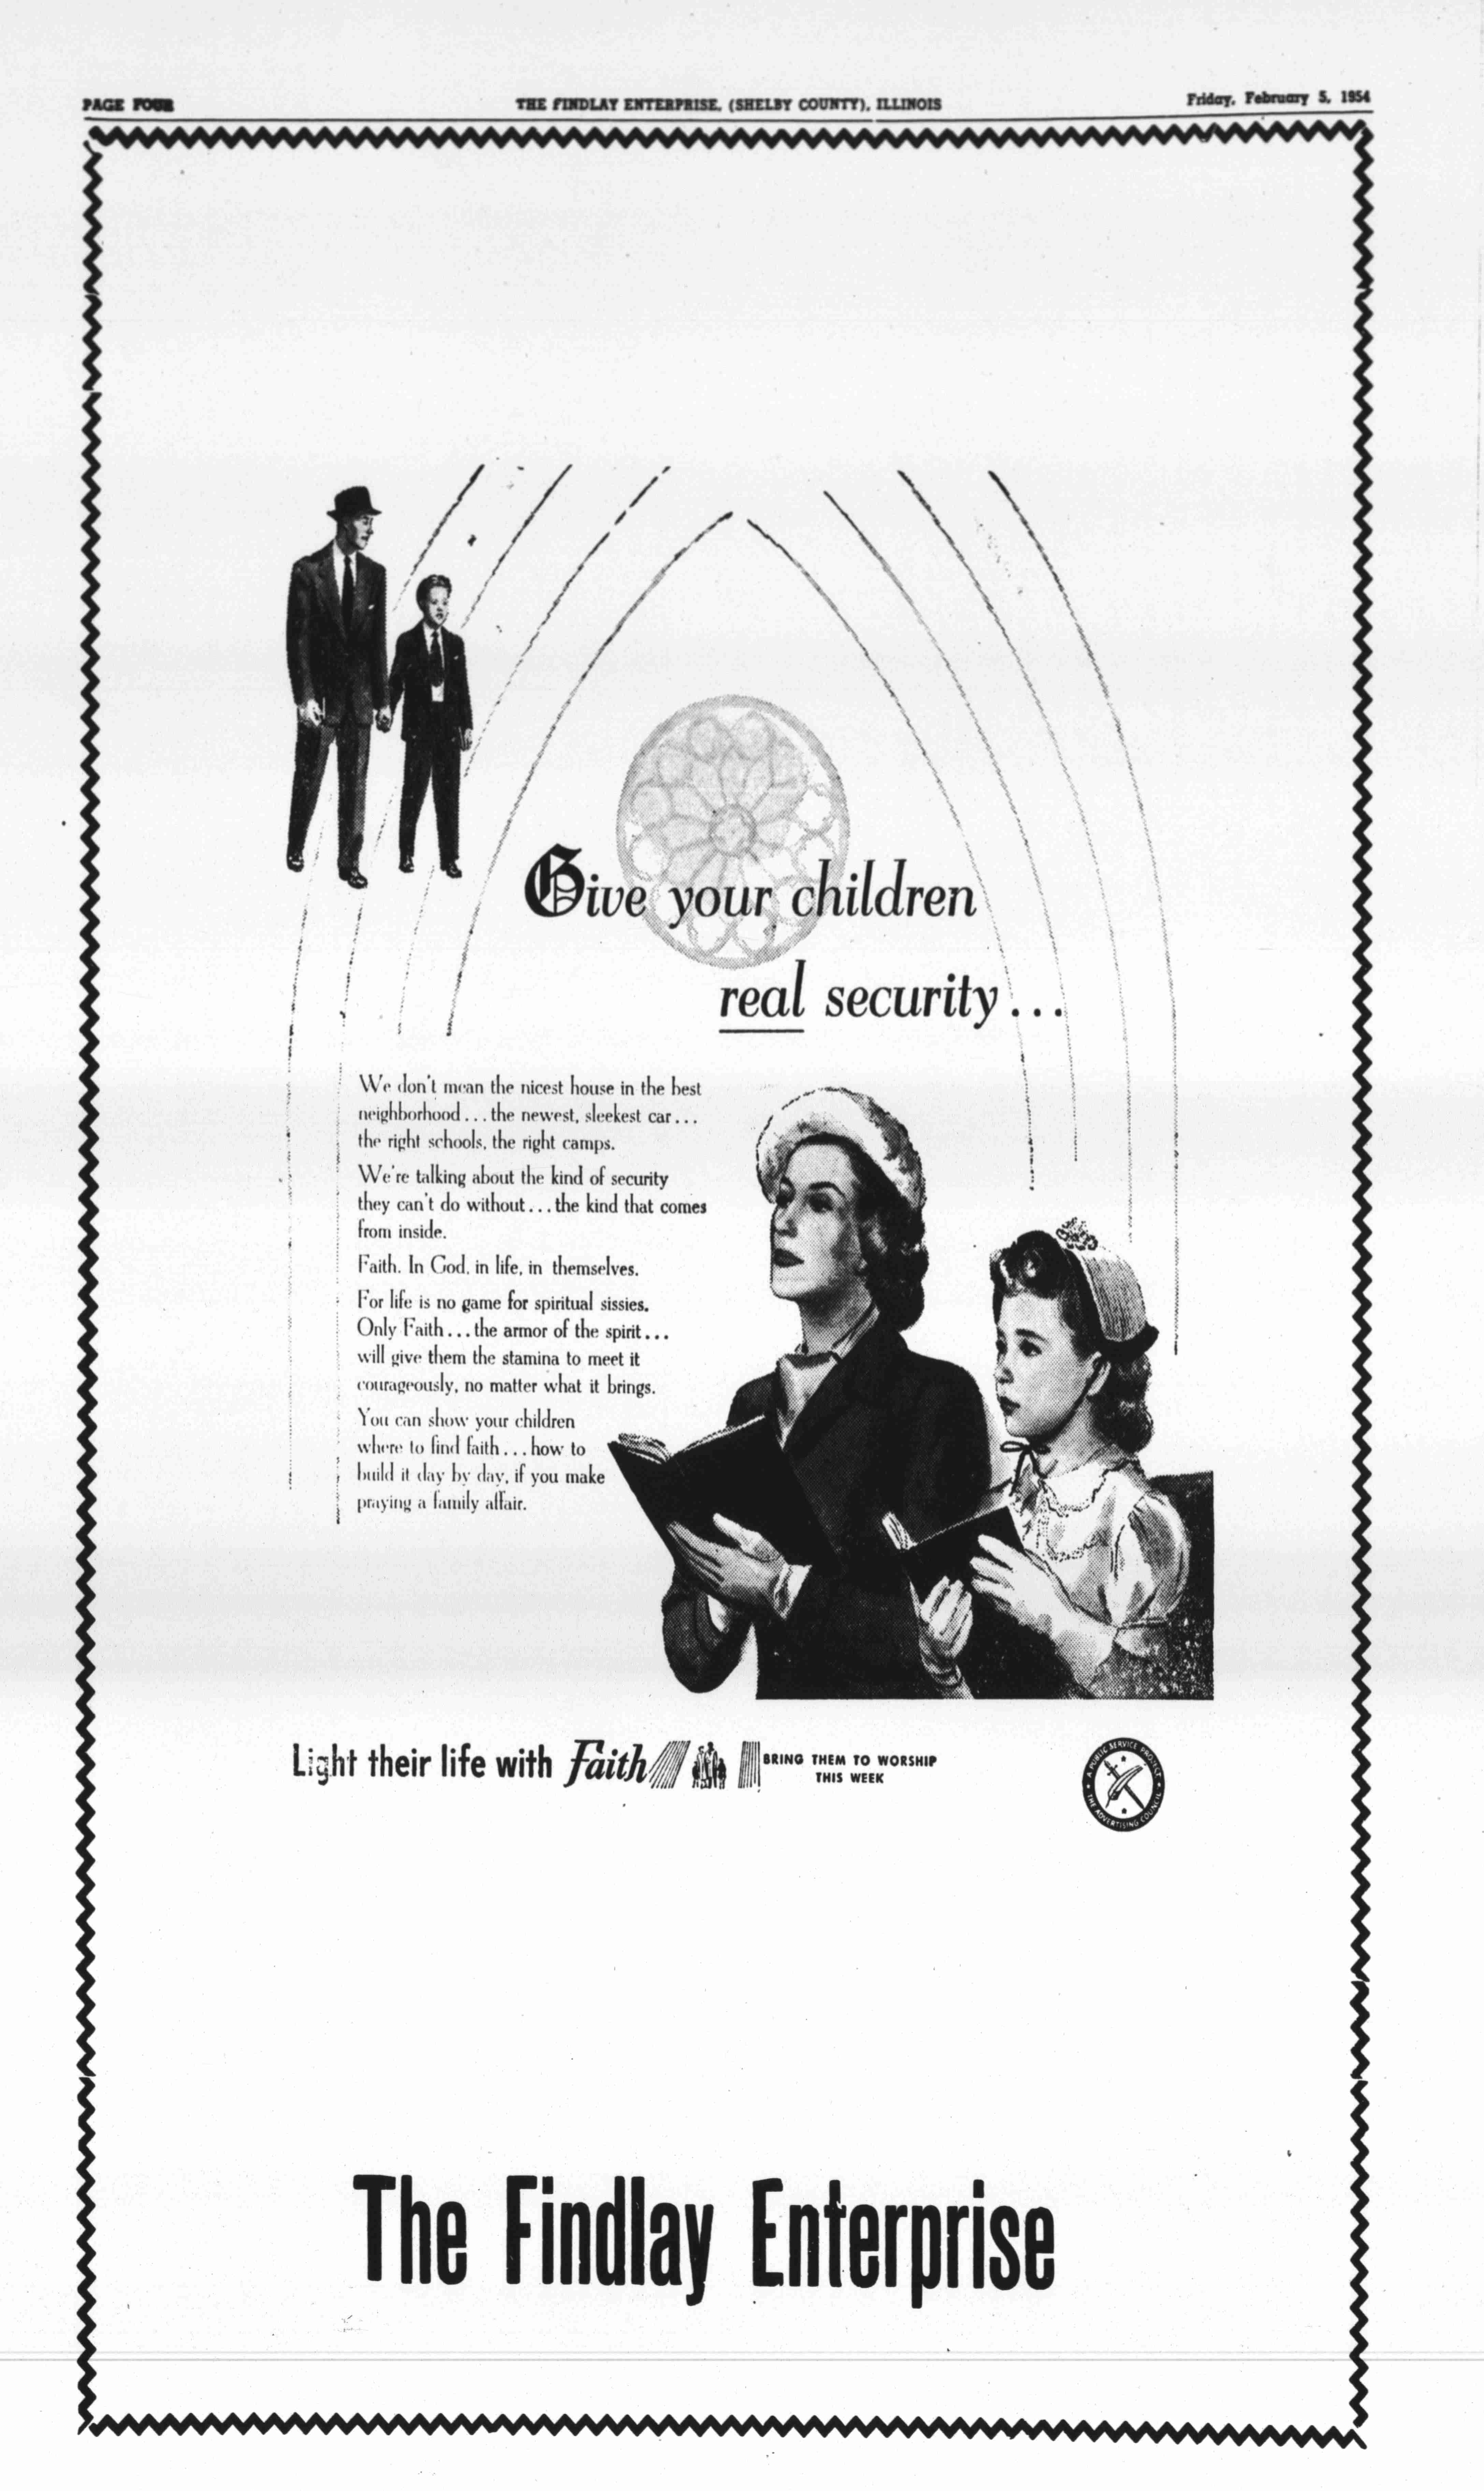 PAGE FOUR
THE FINDLAY ENTERPRISE, (SHELBY COUNTY), ILLINOIS
Friday, February 5, 1954
Give your children
real security...
We don't mean the nicest house in the best
neighborhood... the newest, sleekest car...
the right schools, the right camps.
We're talking about the kind of security
they can't do without... the kind that comes
from inside.
Faith. In God, in life, in themselves.
For life is no game for spiritual sissies.
Only Faith... the armor of the spirit...
will give them the stamina to meet it
courageously, no matter what it brings.
You can show your children
where to find faith... how to
build it day by day, if you make
praying a family affair.
Light their life with Faith
BRING THEM TO WORSHIP
THIS WEEK
A PUBLIC SERVICE PROJECT
THE ADVERTISING COUNCIL
The Findlay Enterprise